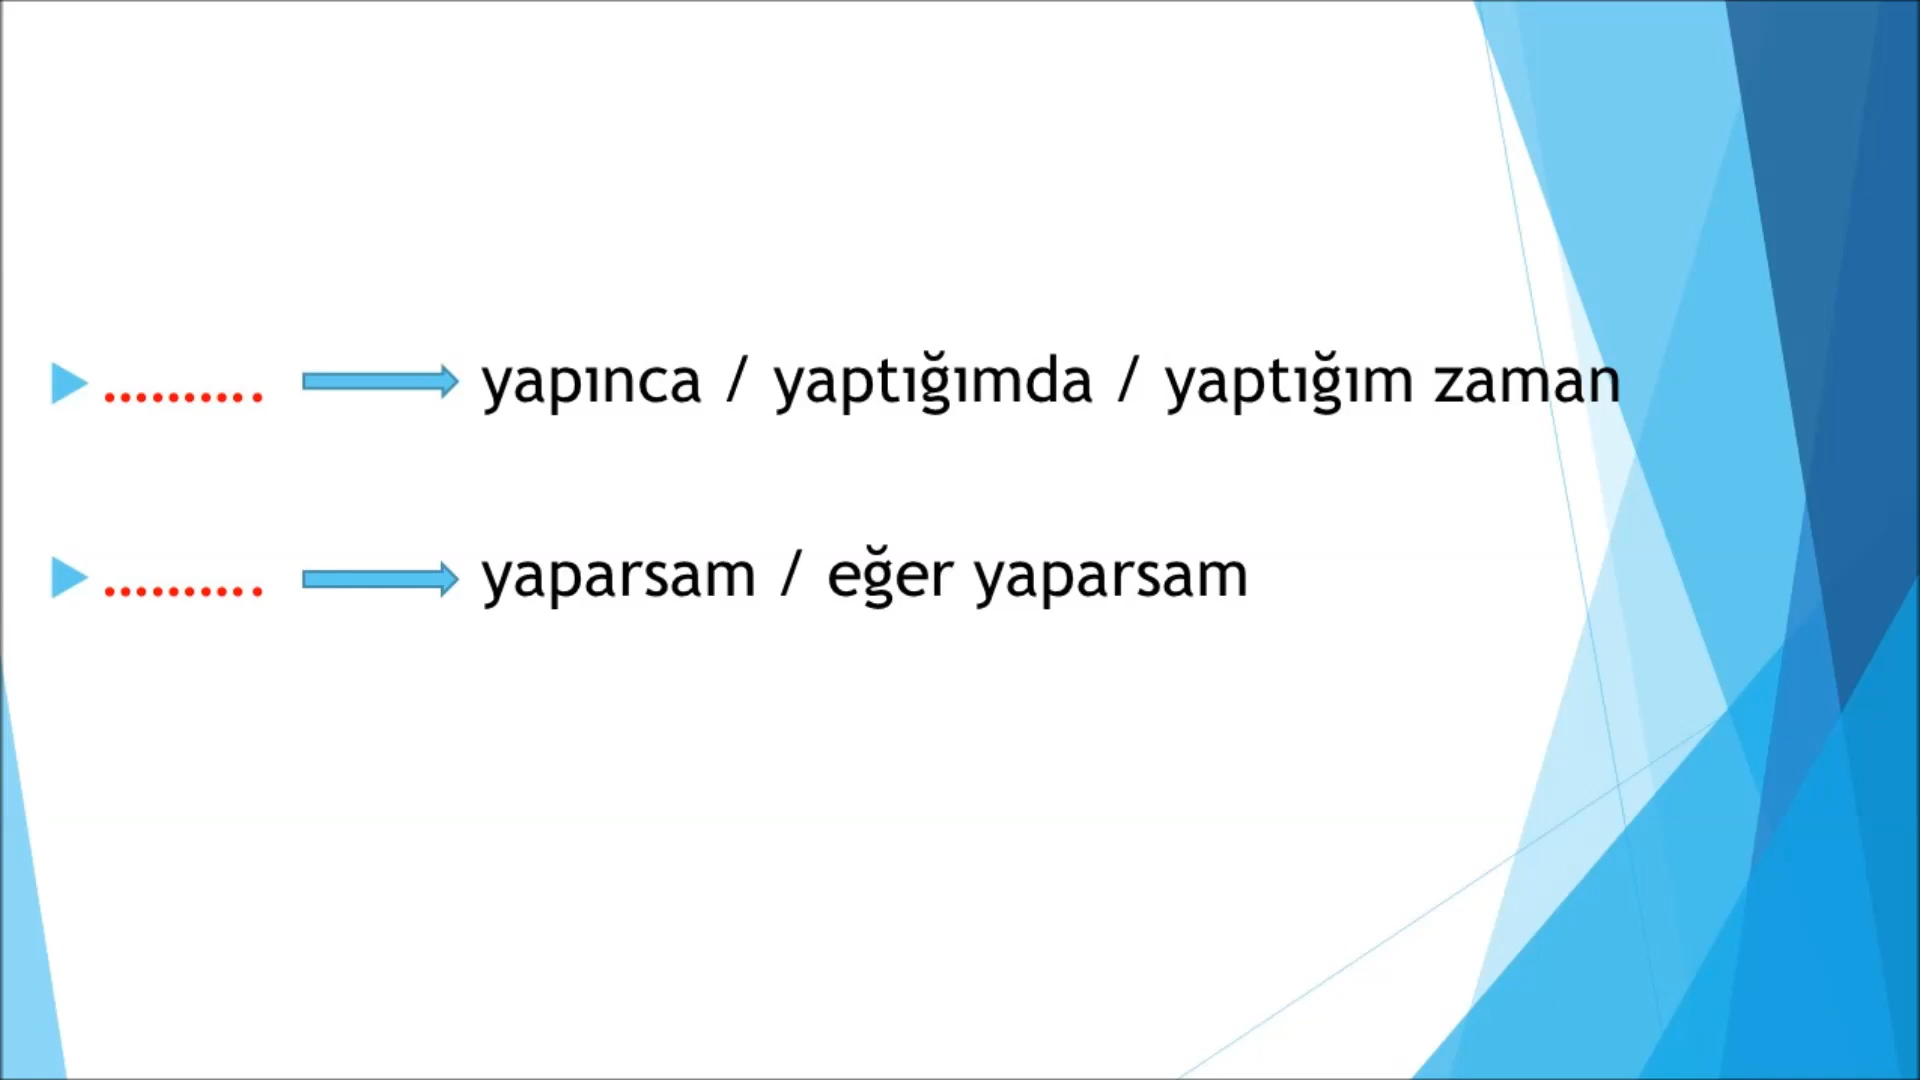 .......... yapınca / yaptığımda / yaptığım zaman
.......... yaparsam / eğer yaparsam